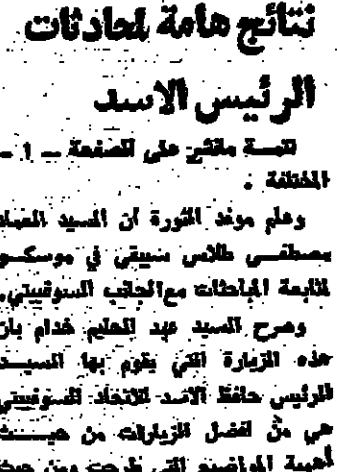 نتائج هامة لمحادثات
الرئيس الاسد
تتمة مانشر على الصفحة - 1 -
المختلفة .
وعلم موفد الثورة ان السيد العماد
مصطفى طلاس سيبقى في موسكو
لمتابعة المباحثات مع الجانب السوفييتي.
وصرح السيد عبد الحليم خدام بان
هذه الزيارة التي يقوم بها السيد
الرئيس حافظ الاسد للاتحاد السوفييتي
هي من افضل الزيارات من حيث
أهمية المواضيع التي طرحت ومن حيث